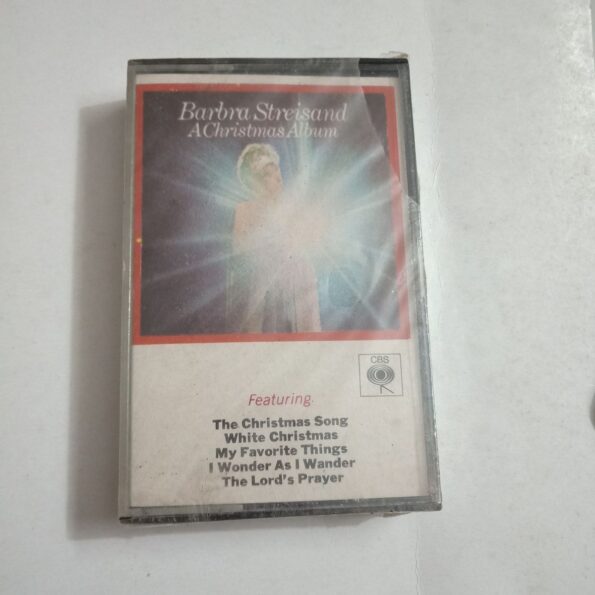 Barbra Streisand
A Christmas Album
CBS
Featuring.
The Christmas Song
White Christmas
My Favorite Things
I Wonder As I Wander
The Lord's Prayer